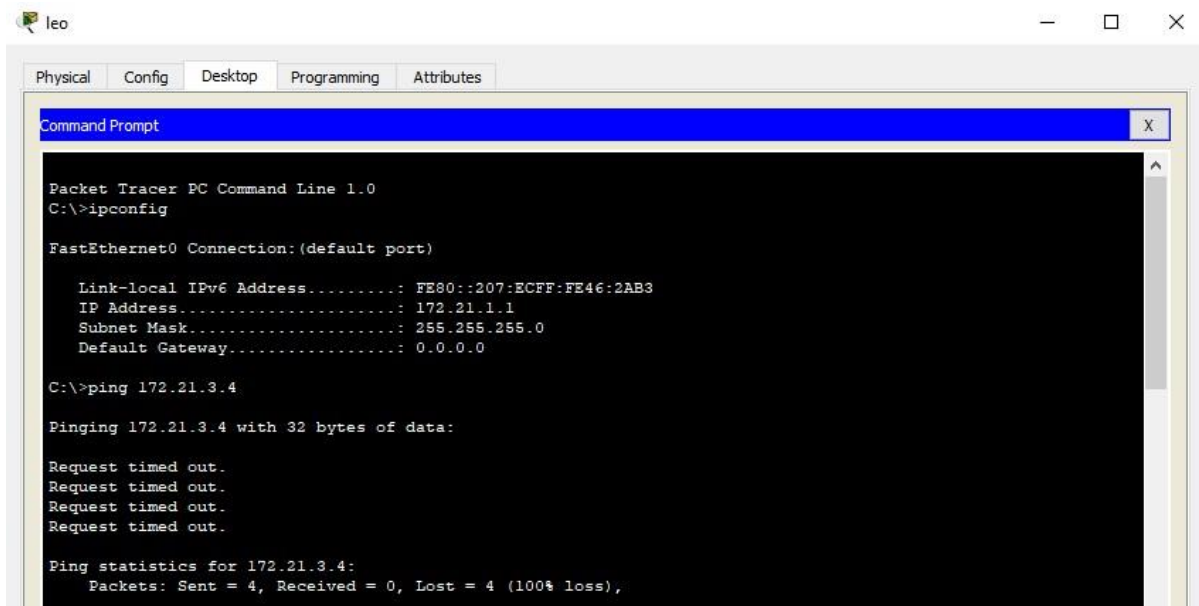 leo
Physical Config Desktop Programming Attributes
Command Prompt X
Packet Tracer PC Command Line 1.0
C:\>ipconfig
FastEthernet0 Connection:(default port)
Link-local IPv6 Address.........: FE80::207:ECFF:FE46:2AB3
IP Address......................: 172.21.1.1
Subnet Mask.....................: 255.255.255.0
Default Gateway.................: 0.0.0.0
C:\>ping 172.21.3.4
Pinging 172.21.3.4 with 32 bytes of data:
Request timed out.
Request timed out.
Request timed out.
Request timed out.
Ping statistics for 172.21.3.4:
Packets: Sent = 4, Received = 0, Lost = 4 (100% loss),